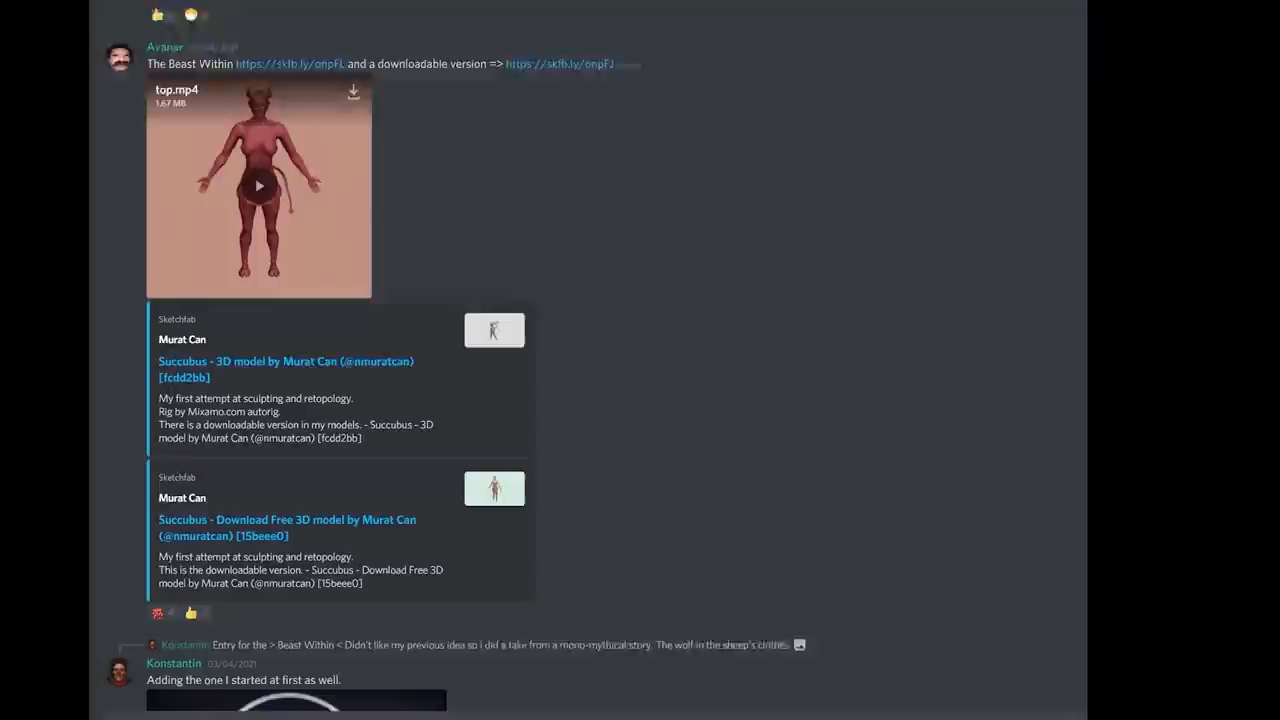 Avanar
The Beast Within https://skfb.ly/onpFL and a downloadable version => https://skfb.ly/onpFJ
top.mp4
1.67 MB
Sketchfab
Murat Can
Succubus - 3D model by Murat Can (@nmuratcan)
[fcdd2bb]
My first attempt at sculpting and retopology.
Rig by Mixamo.com autorig.
There is a downloadable version in my models. - Succubus - 3D
model by Murat Can (@nmuratcan) [fcdd2bb]
Sketchfab
Murat Can
Succubus - Download Free 3D model by Murat Can
(@nmuratcan) [15beee0]
My first attempt at sculpting and retopology.
This is the downloadable version. - Succubus - Download Free 3D
model by Murat Can (@nmuratcan) [15beee0]
Konstantin Entry for the > Beast Within < Didn't like my previous idea so i did a take from a mono-mythical story. The wolf in the sheep's clothes.
Konstantin 03/04/2021
Adding the one I started at first as well.